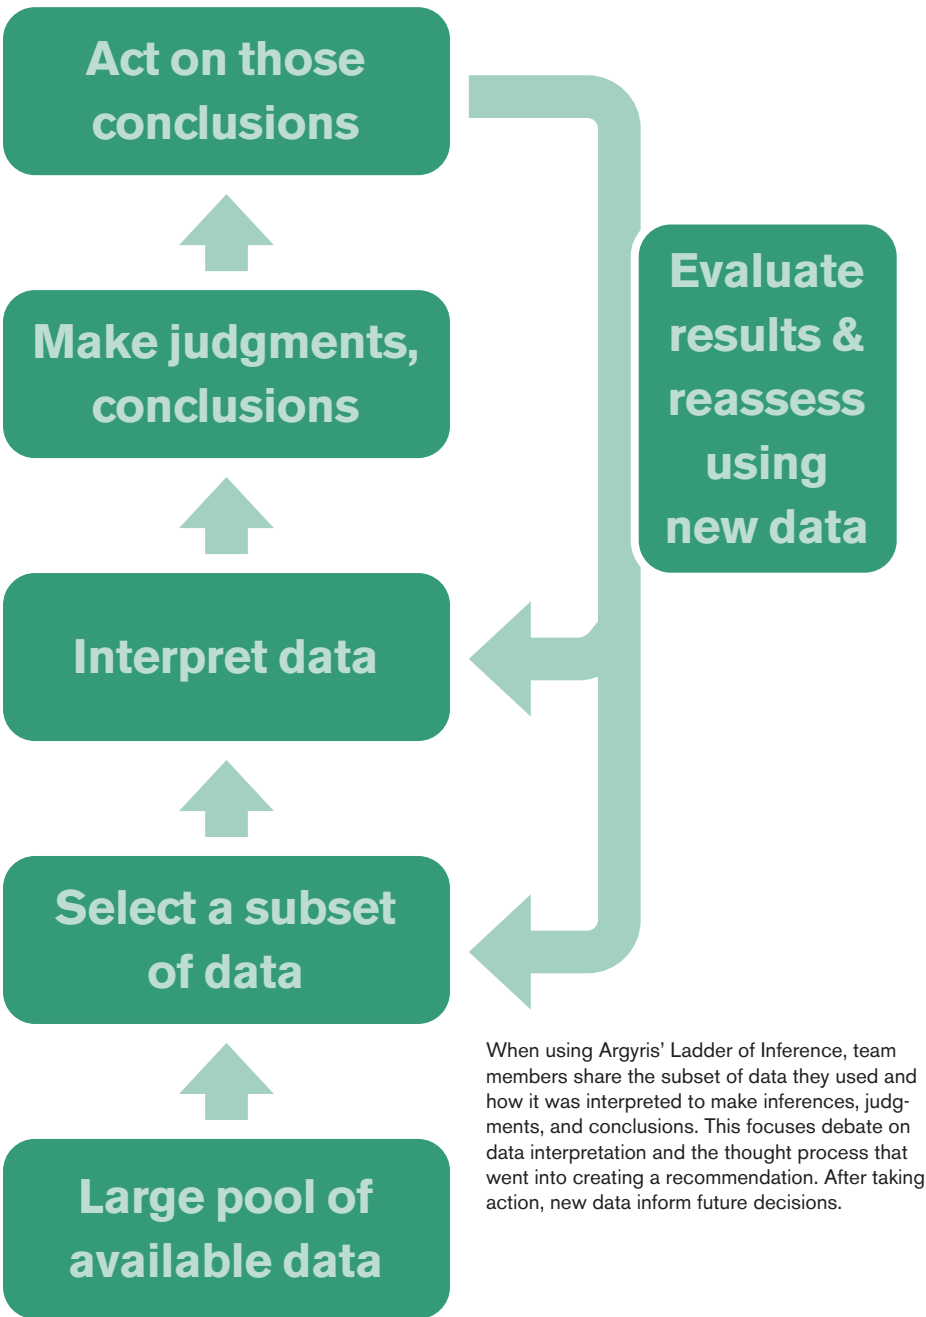 Act on those
conclusions
Make judgments,
conclusions
Evaluate
results &
reassess
using
new data
Interpret data
Select a subset
of data
When using Argyris’ Ladder of Inference, team
members share the subset of data they used and
how it was interpreted to make inferences, judg-
ments, and conclusions. This focuses debate on
data interpretation and the thought process that
went into creating a recommendation. After taking
action, new data inform future decisions.
Large pool of
available data